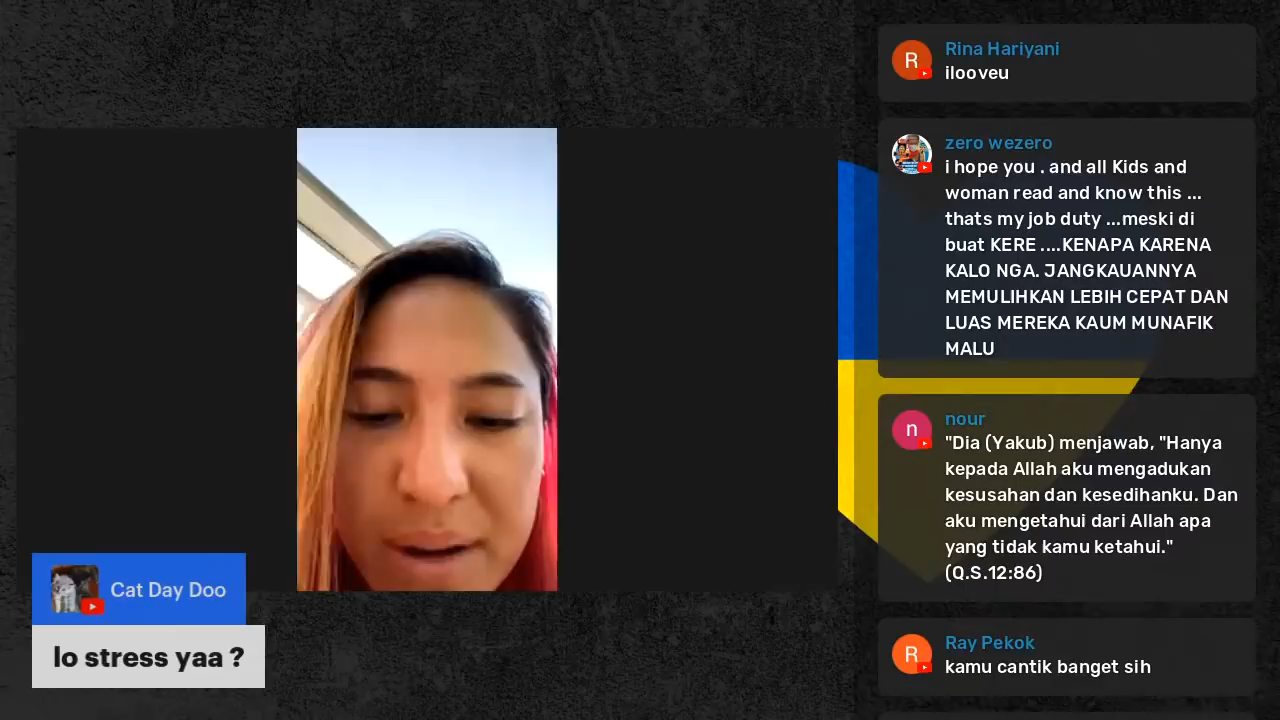 Rina Hariyani
ilooveu
zero wezero
i hope you . and all Kids and
woman read and know this ...
thats my job duty ...meski di
buat KERE ....KENAPA KARENA
KALO NGA. JANGKAUANNYA
MEMULIHKAN LEBIH CEPAT DAN
LUAS MEREKA KAUM MUNAFIK
MALU
nour
"Dia (Yakub) menjawab, "Hanya
kepada Allah aku mengadukan
kesusahan dan kesedihanku. Dan
aku mengetahui dari Allah apa
yang tidak kamu ketahui."
(Q.S.12:86)
Ray Pekok
kamu cantik banget sih
Cat Day Doo
lo stress yaa ?